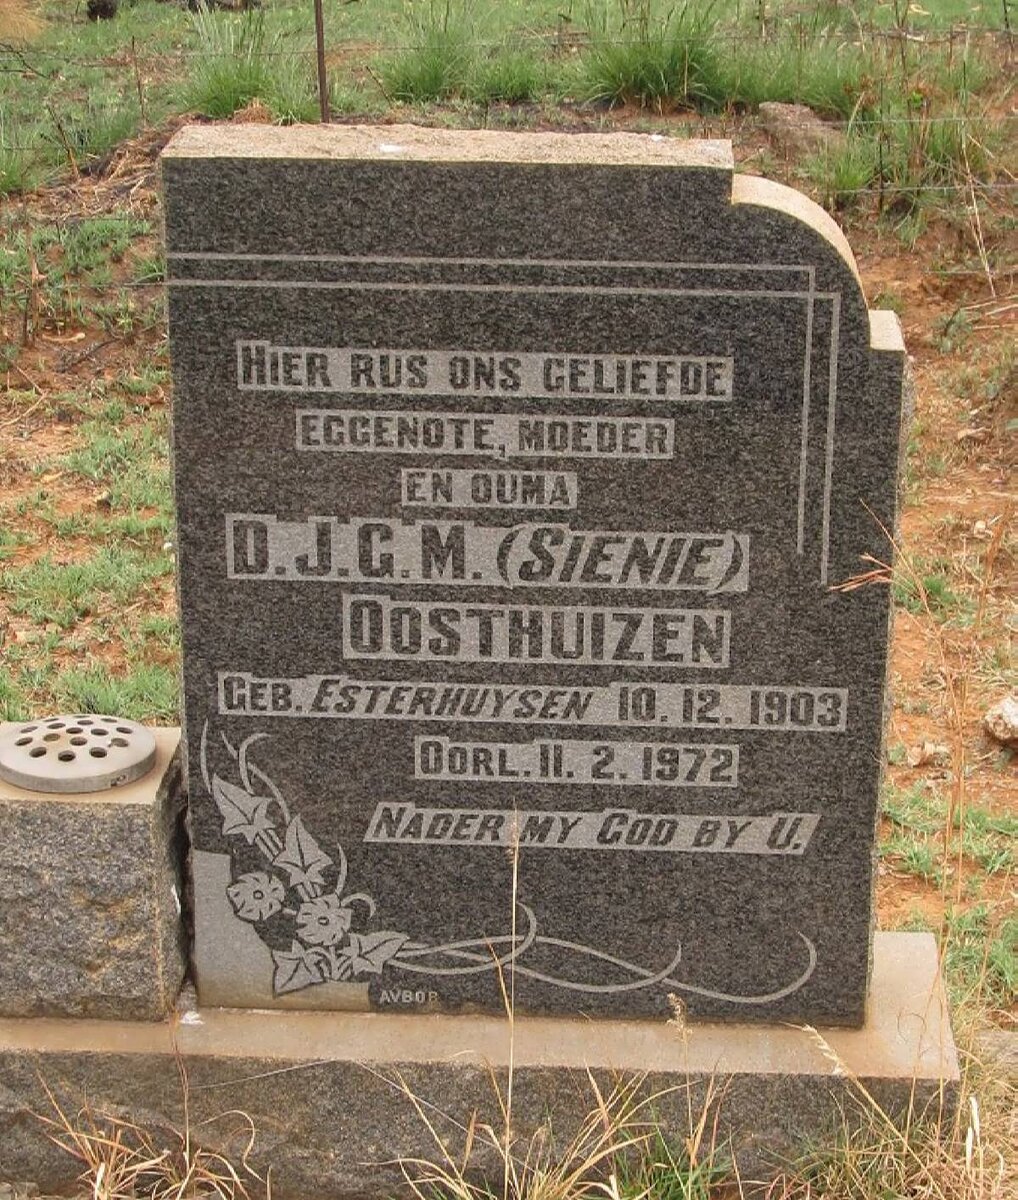 HIER RUS ONS GELIEFDE
EGGENOTE, MOEDER
EN OUMA
D.J.G.M. (SIENIE)
OOSTHUIZEN
GEB. ESTERHUYSEN 10. 12. 1903
OORL. 11. 2. 1972
NADER MY GOD BY U.
AVBOB